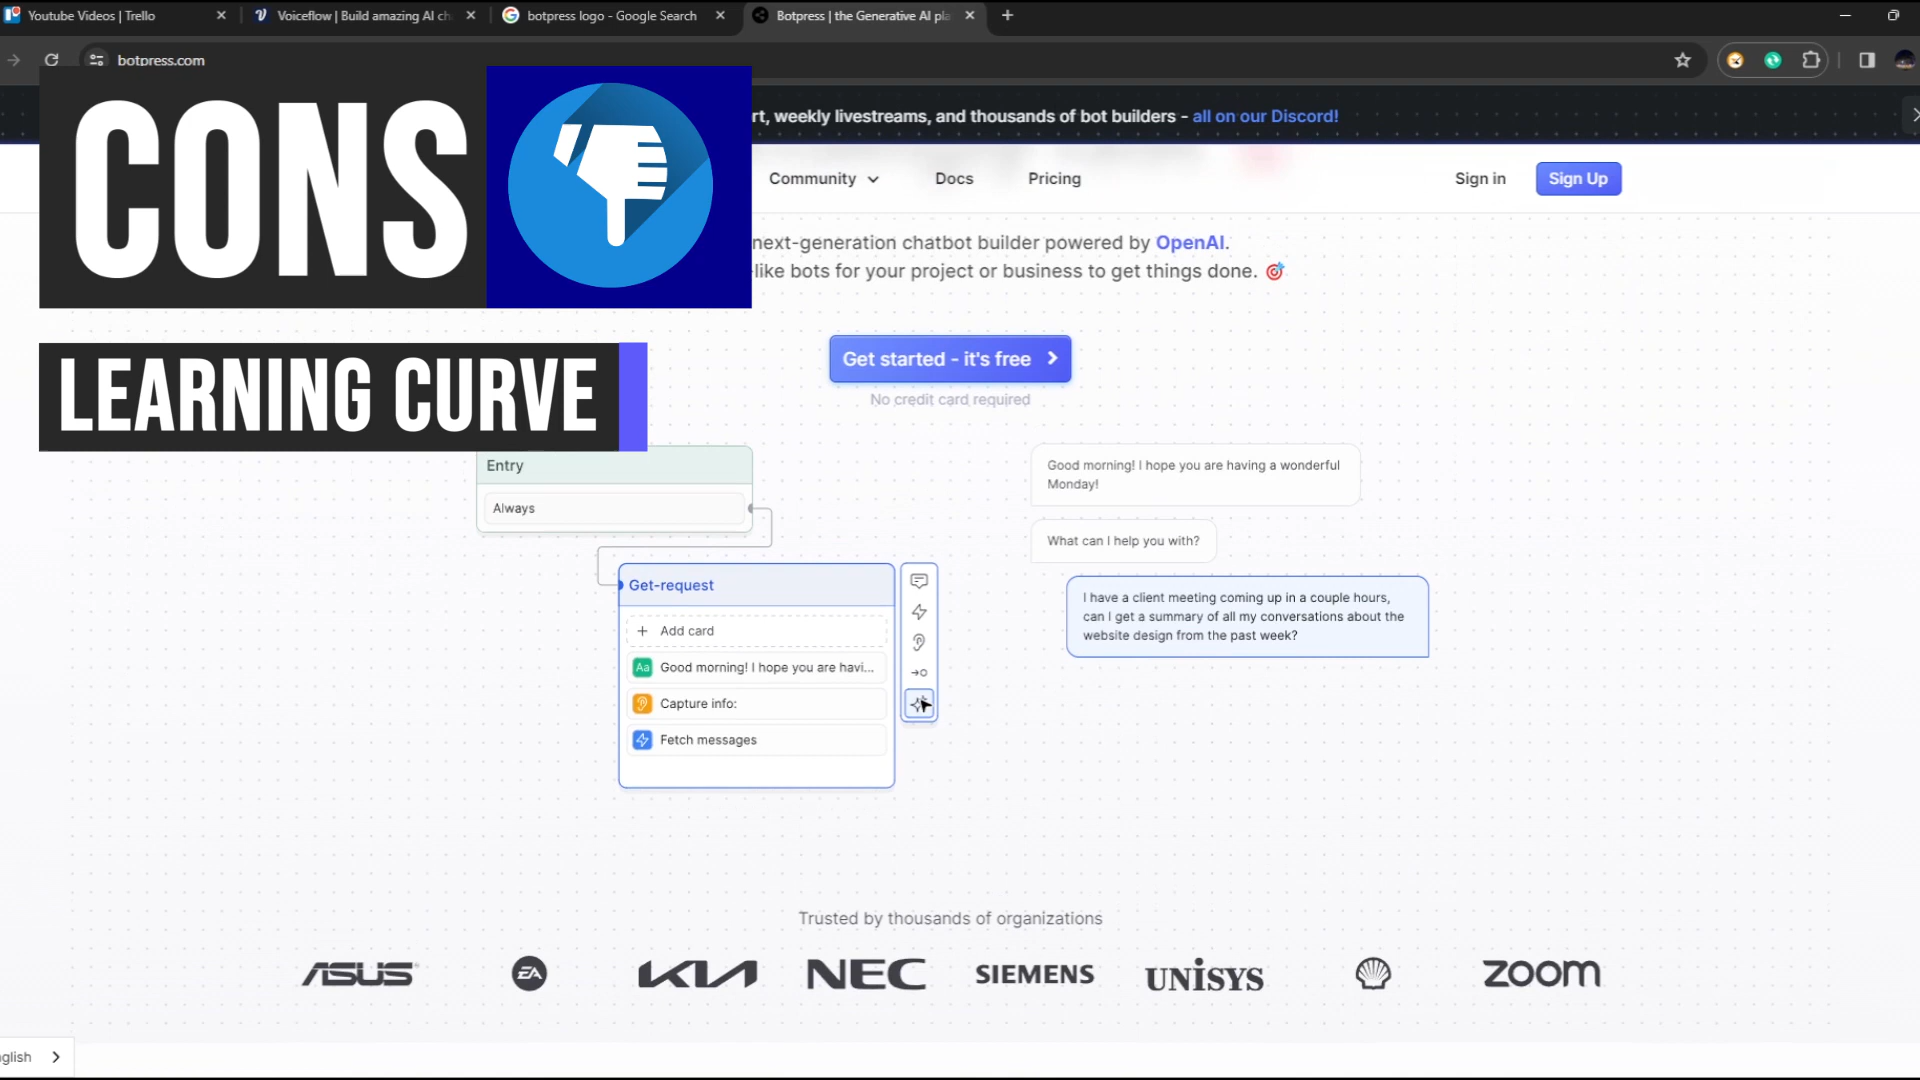 Youtube Videos | Trello
Voiceflow | Build amazing AI ch
botpress logo - Google Search
Botpress | the Generative AI pla
botpress.com
CONS
rt, weekly livestreams, and thousands of bot builders - all on our Discord!
Community
Docs
Pricing
Sign in
Sign Up
next-generation chatbot builder powered by OpenAI.
-like bots for your project or business to get things done.
LEARNING CURVE
Get started - it's free
No credit card required
Entry
Always
Get-request
+ Add card
Aa Good morning! I hope you are havi...
Capture info:
Fetch messages
Good morning! I hope you are having a wonderful
Monday!
What can I help you with?
I have a client meeting coming up in a couple hours,
can I get a summary of all my conversations about the
website design from the past week?
Trusted by thousands of organizations
ASUS
EA
KIA
NEC
SIEMENS
UNiSYS
zoom
nglish